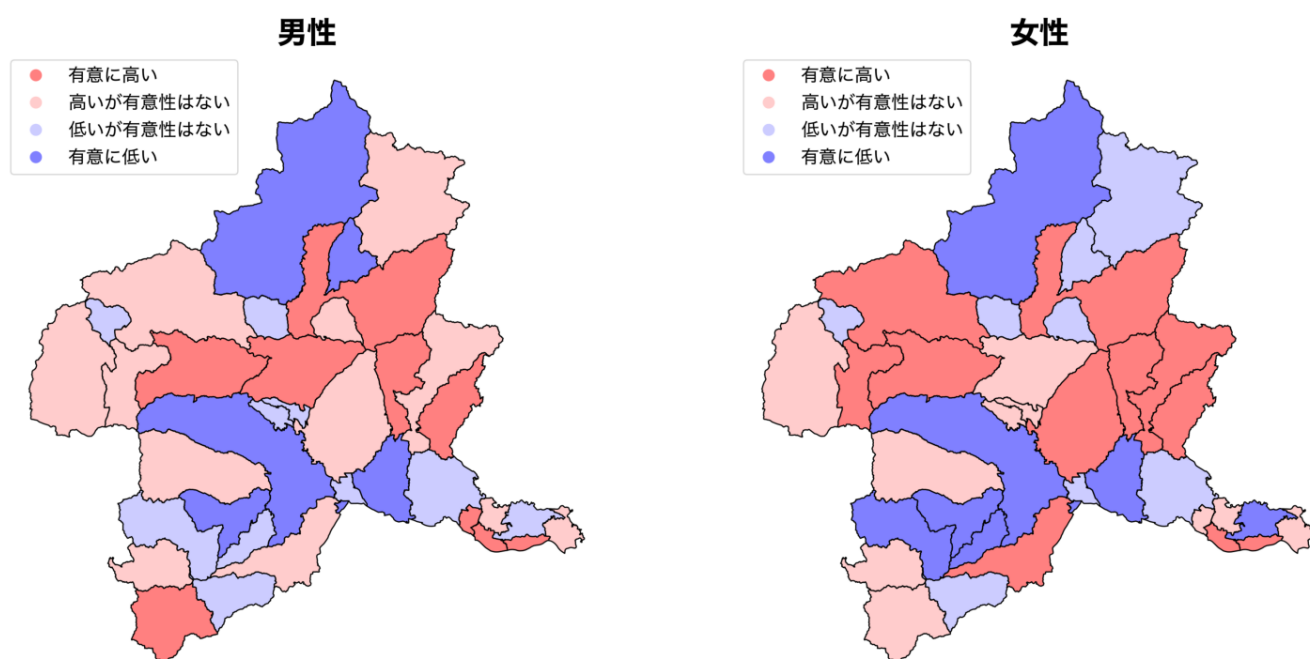 男性
有意に高い
高いが有意性はない
低いが有意性はない
有意に低い
女性
有意に高い
高いが有意性はない
低いが有意性はない
有意に低い